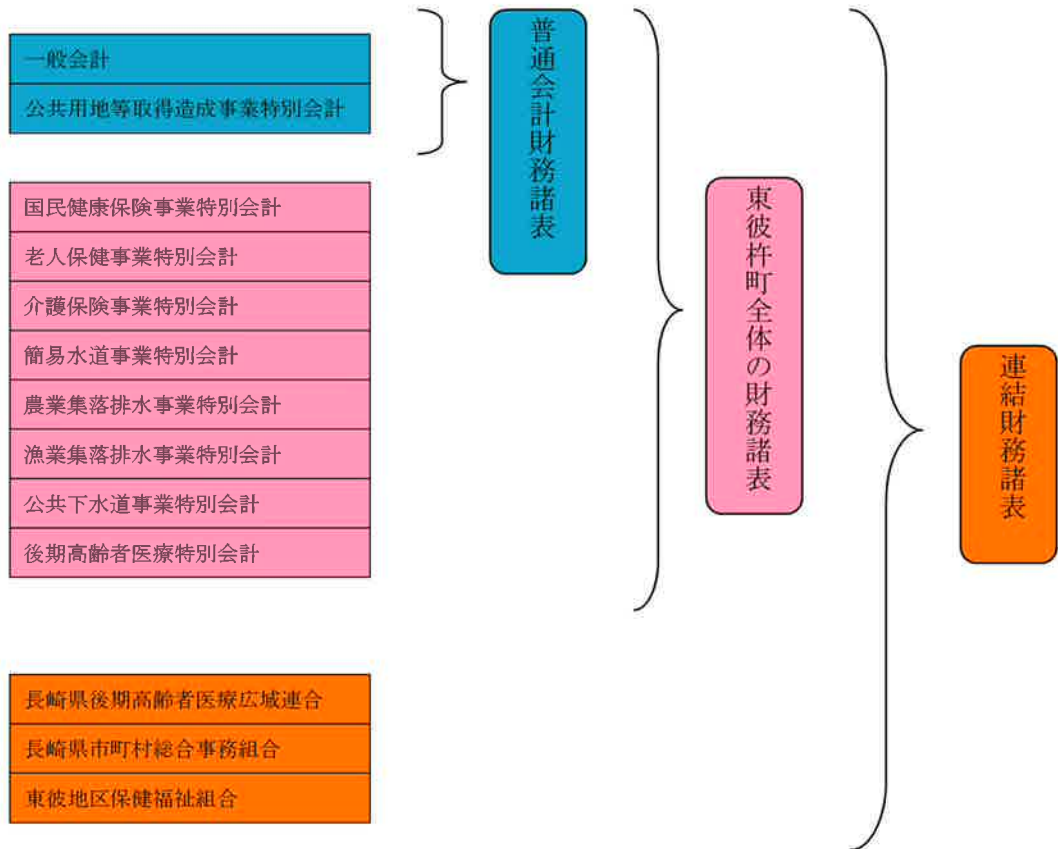 一般会計
公共用地等取得造成事業特別会計
国民健康保険事業特別会計
老人保健事業特別会計
介護保険事業特別会計
簡易水道事業特別会計
農業集落排水事業特別会計
漁業集落排水事業特別会計
公共下水道事業特別会計
後期高齢者医療特別会計
長崎県後期高齢者医療広域連合
長崎県市町村総合事務組合
東彼地区保健福祉組合
普通会計財務諸表
東彼杵町全体の財務諸表
連結財務諸表